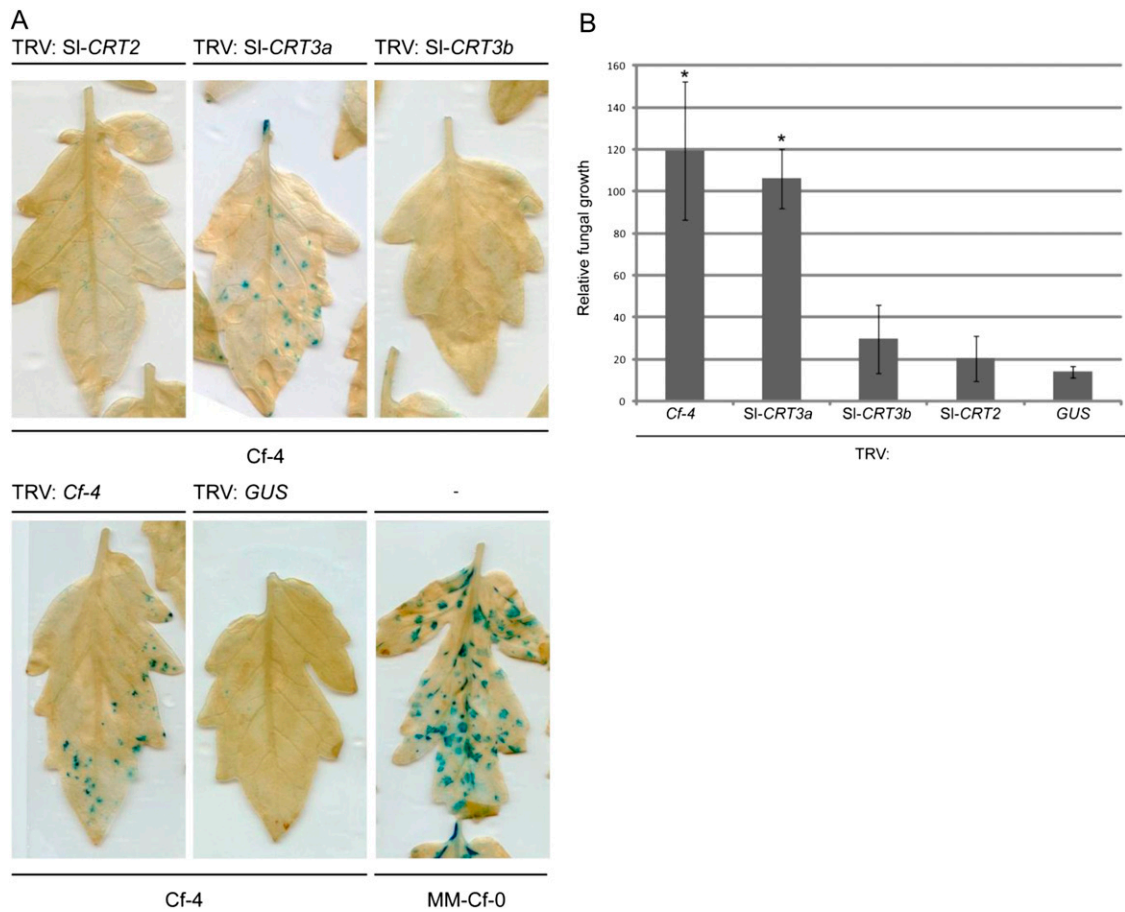 A
TRV: Sl-CRT2
TRV: Sl-CRT3a
TRV: Sl-CRT3b
Cf-4
TRV: Cf-4
TRV: GUS
-
Cf-4
MM-Cf-0
B
Relative fungal growth
160
140
120
100
80
60
40
20
0
*
*
Cf-4
Sl-CRT3a
Sl-CRT3b
Sl-CRT2
GUS
TRV: